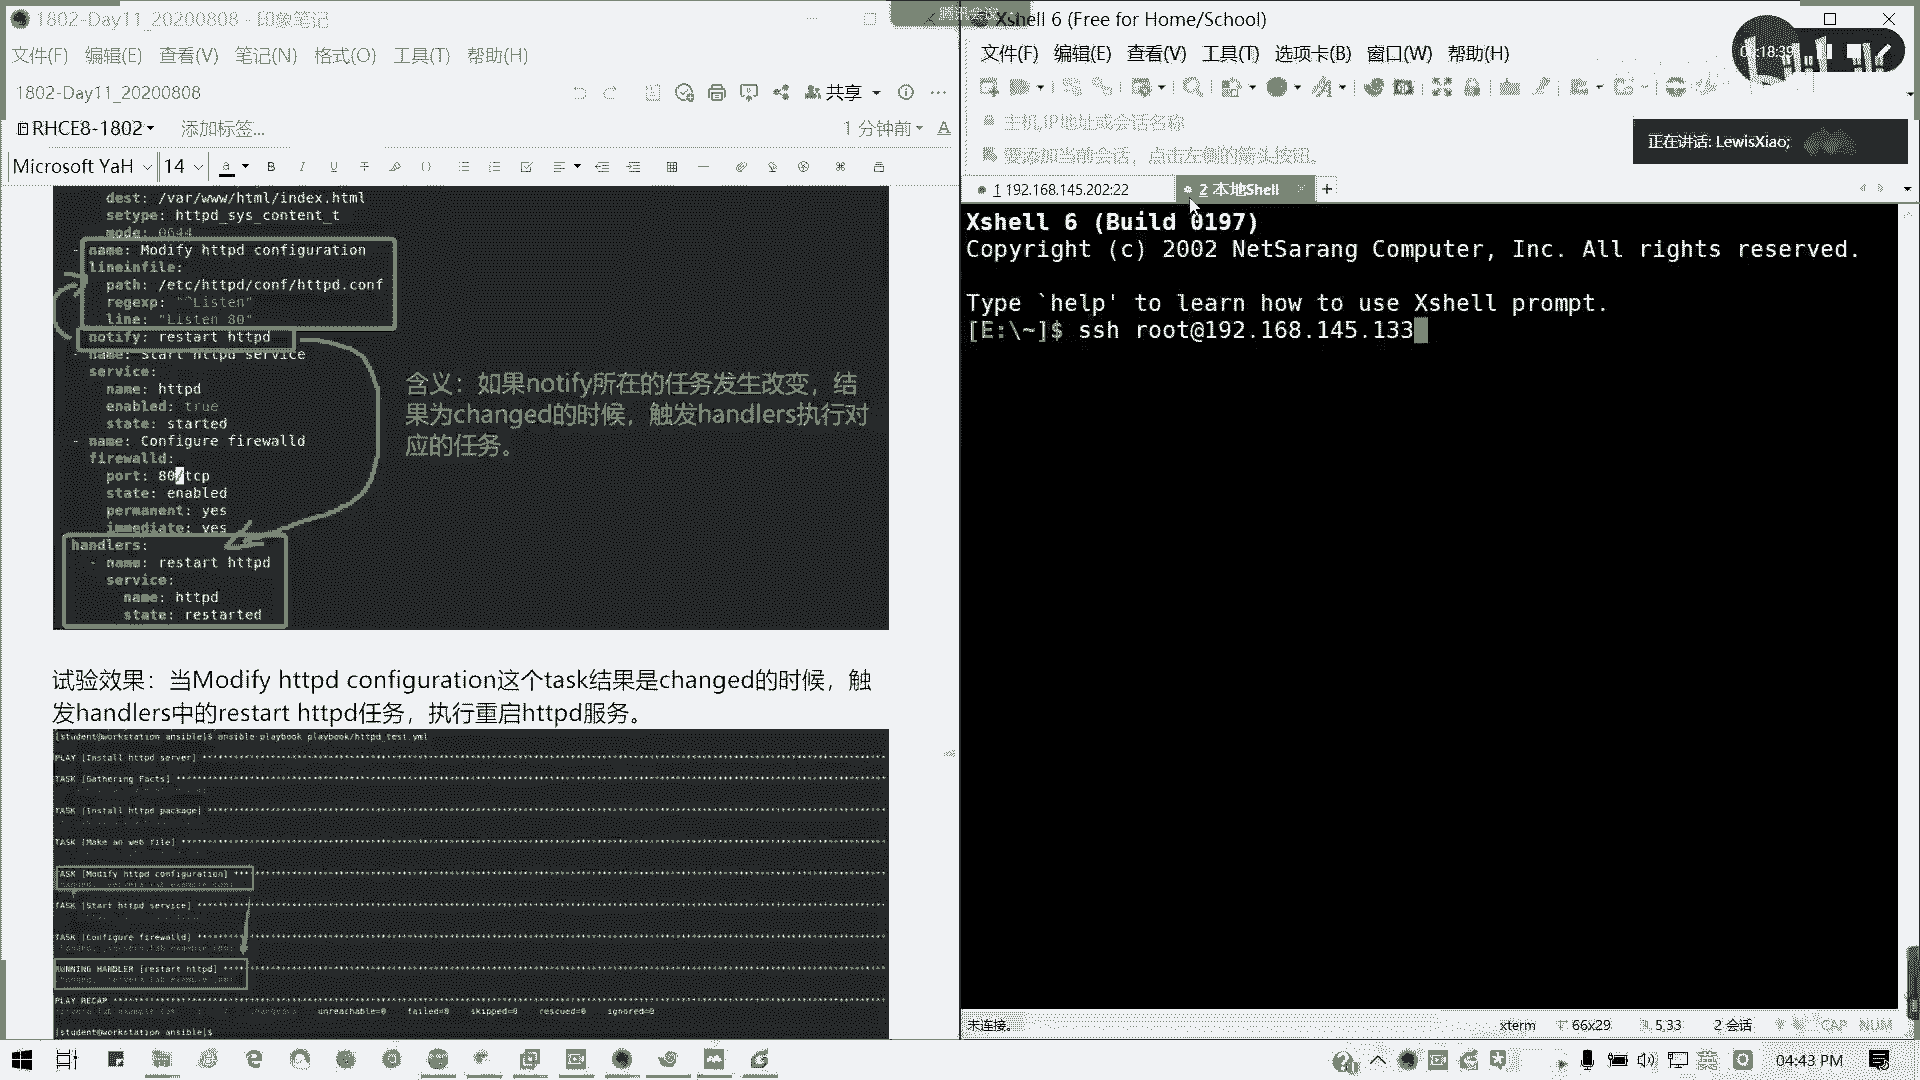 1802-Day11_20200808 - 印象笔记
文件(F) 编辑(E) 查看(V) 笔记(N) 格式(O) 工具(T) 帮助(H)
1802-Day11_20200808
共享
RHCE8-1802
添加标签...
1 分钟前
Microsoft YaH
14
dest: /var/www/html/index.html
setype: httpd_sys_content_t
mode: 0644
- name: Modify httpd configuration
lineinfile:
path: /etc/httpd/conf/httpd.conf
regexp: "^Listen"
line: "Listen 80"
notify: restart httpd
- name: Start httpd service
service:
name: httpd
enabled: true
state: started
- name: Configure firewalld
firewalld:
port: 80/tcp
state: enabled
permanent: yes
immediate: yes
handlers:
- name: restart httpd
service:
name: httpd
state: restarted
含义：如果notify所在的任务发生改变，结
果为changed的时候，触发handlers执行对
应的任务。
试验效果：当Modify httpd configuration这个task结果是changed的时候，触
发handlers中的restart httpd任务，执行重启httpd服务。
[student@workstation ansible]$ ansible-playbook playbook/httpd_test.yml
PLAY [Install httpd server]
TASK [Gathering Facts]
TASK [Install httpd package]
TASK [Make an web file]
TASK [Modify httpd configuration]
TASK [Start httpd service]
TASK [Configure firewalld]
RUNNING HANDLER [restart httpd]
PLAY RECAP
unreachable=0 failed=0 skipped=0 rescued=0 ignored=0
[student@workstation ansible]$
腾讯会议
Xshell 6 (Free for Home/School)
文件(F) 编辑(E) 查看(V) 工具(T) 选项卡(B) 窗口(W) 帮助(H)
主机,IP地址或会话名称
要添加当前会话，点击左侧的箭头按钮。
正在讲话: LewisXiao;
1 192.168.145.202:22
2 本地Shell
Xshell 6 (Build 0197)
Copyright (c) 2002 NetSarang Computer, Inc. All rights reserved.
Type `help' to learn how to use Xshell prompt.
[E:\~]$ ssh root@192.168.145.133
未连接。
xterm
66x29
5,33
2 会话
CAP
NUM
04:43 PM